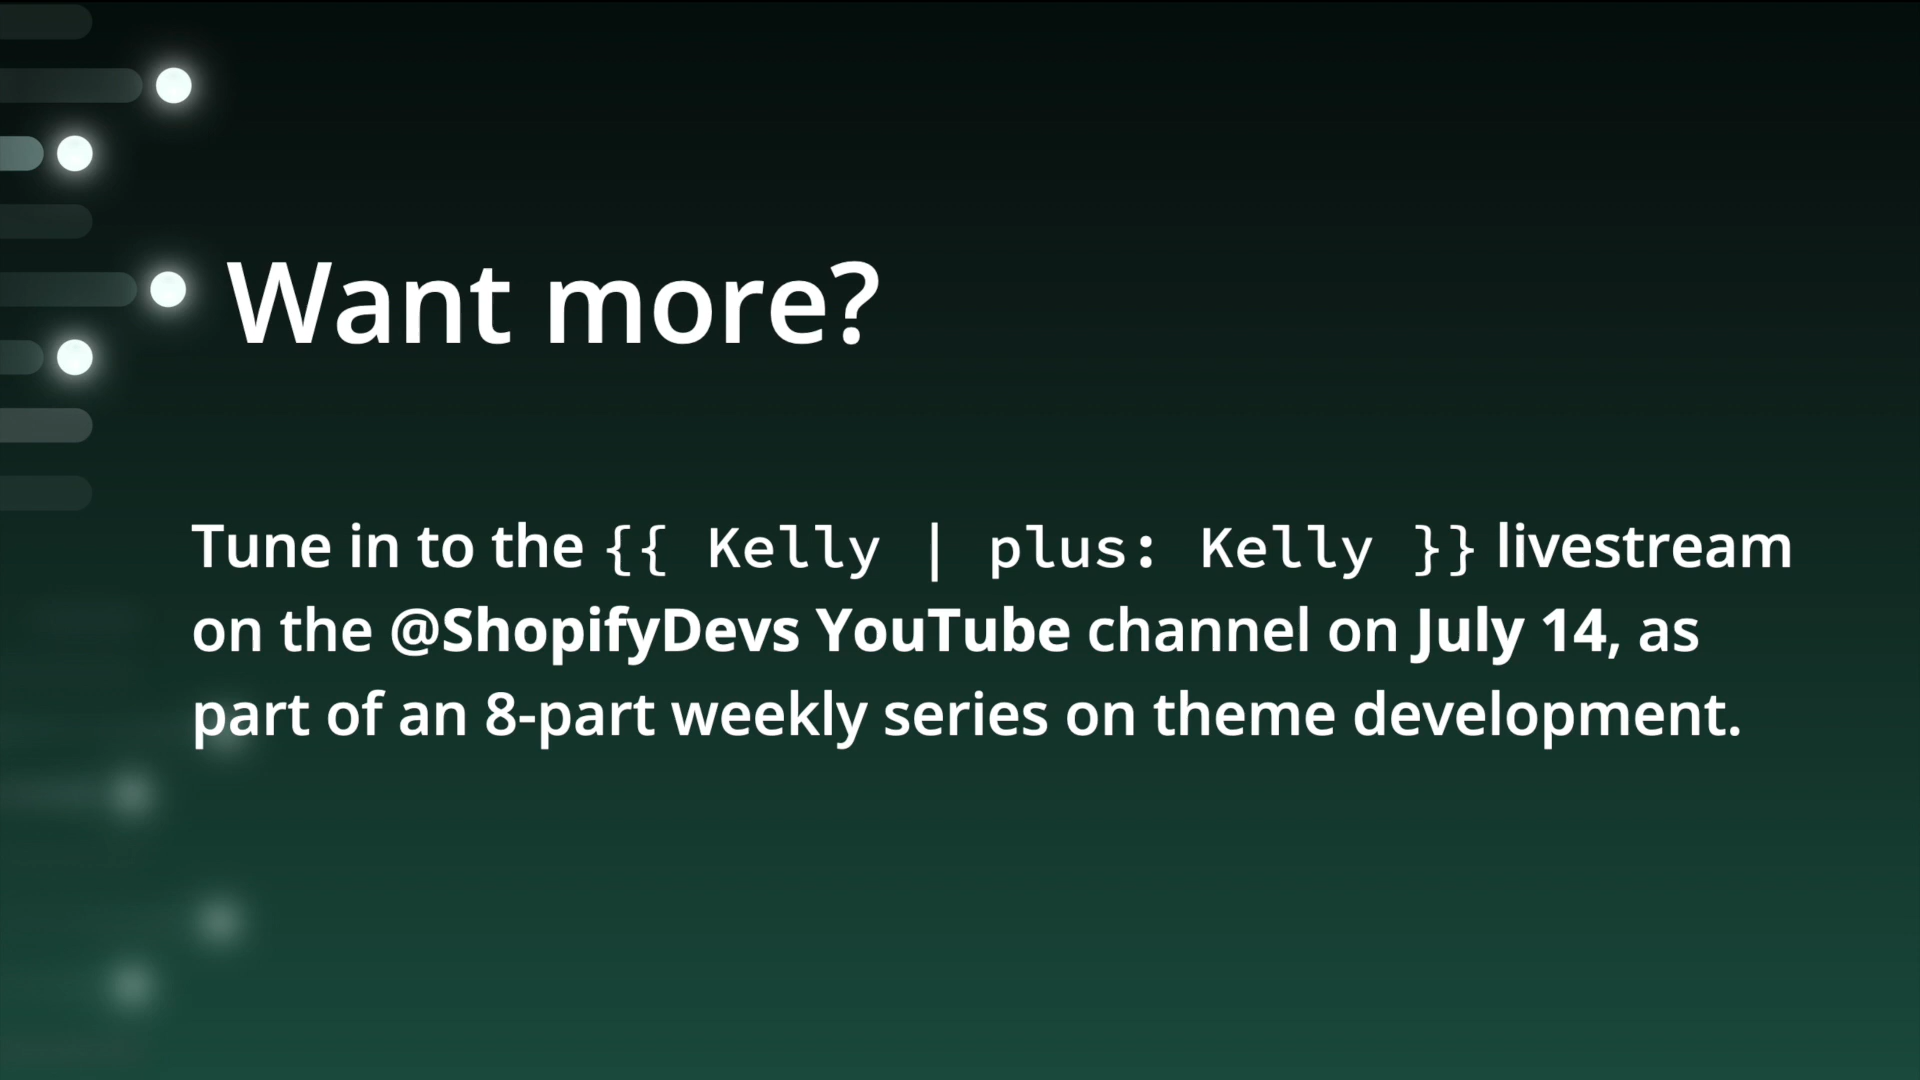 Want more?
Tune in to the {{ Kelly | plus: Kelly }} livestream
on the @ShopifyDevs YouTube channel on July 14, as
part of an 8-part weekly series on theme development.